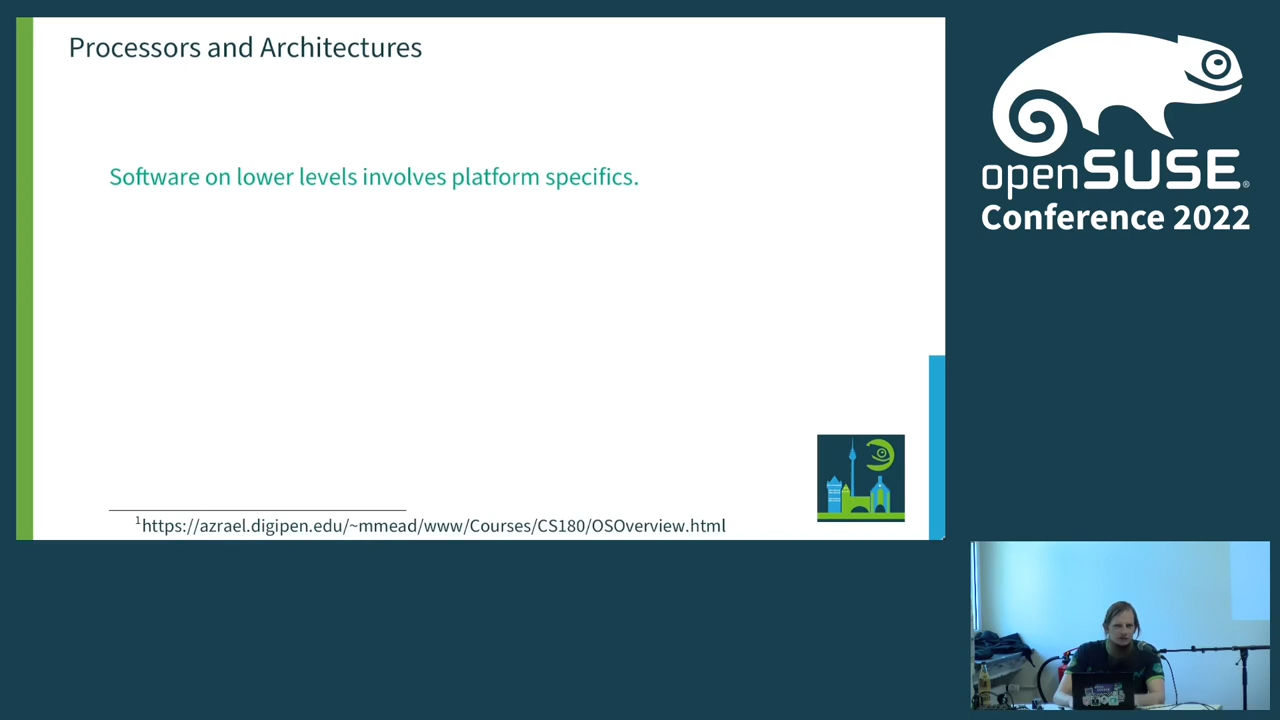 Processors and Architectures
Software on lower levels involves platform specifics.
1https://azrael.digipen.edu/~mmead/www/Courses/CS180/OSOverview.html
openSUSE®
Conference 2022